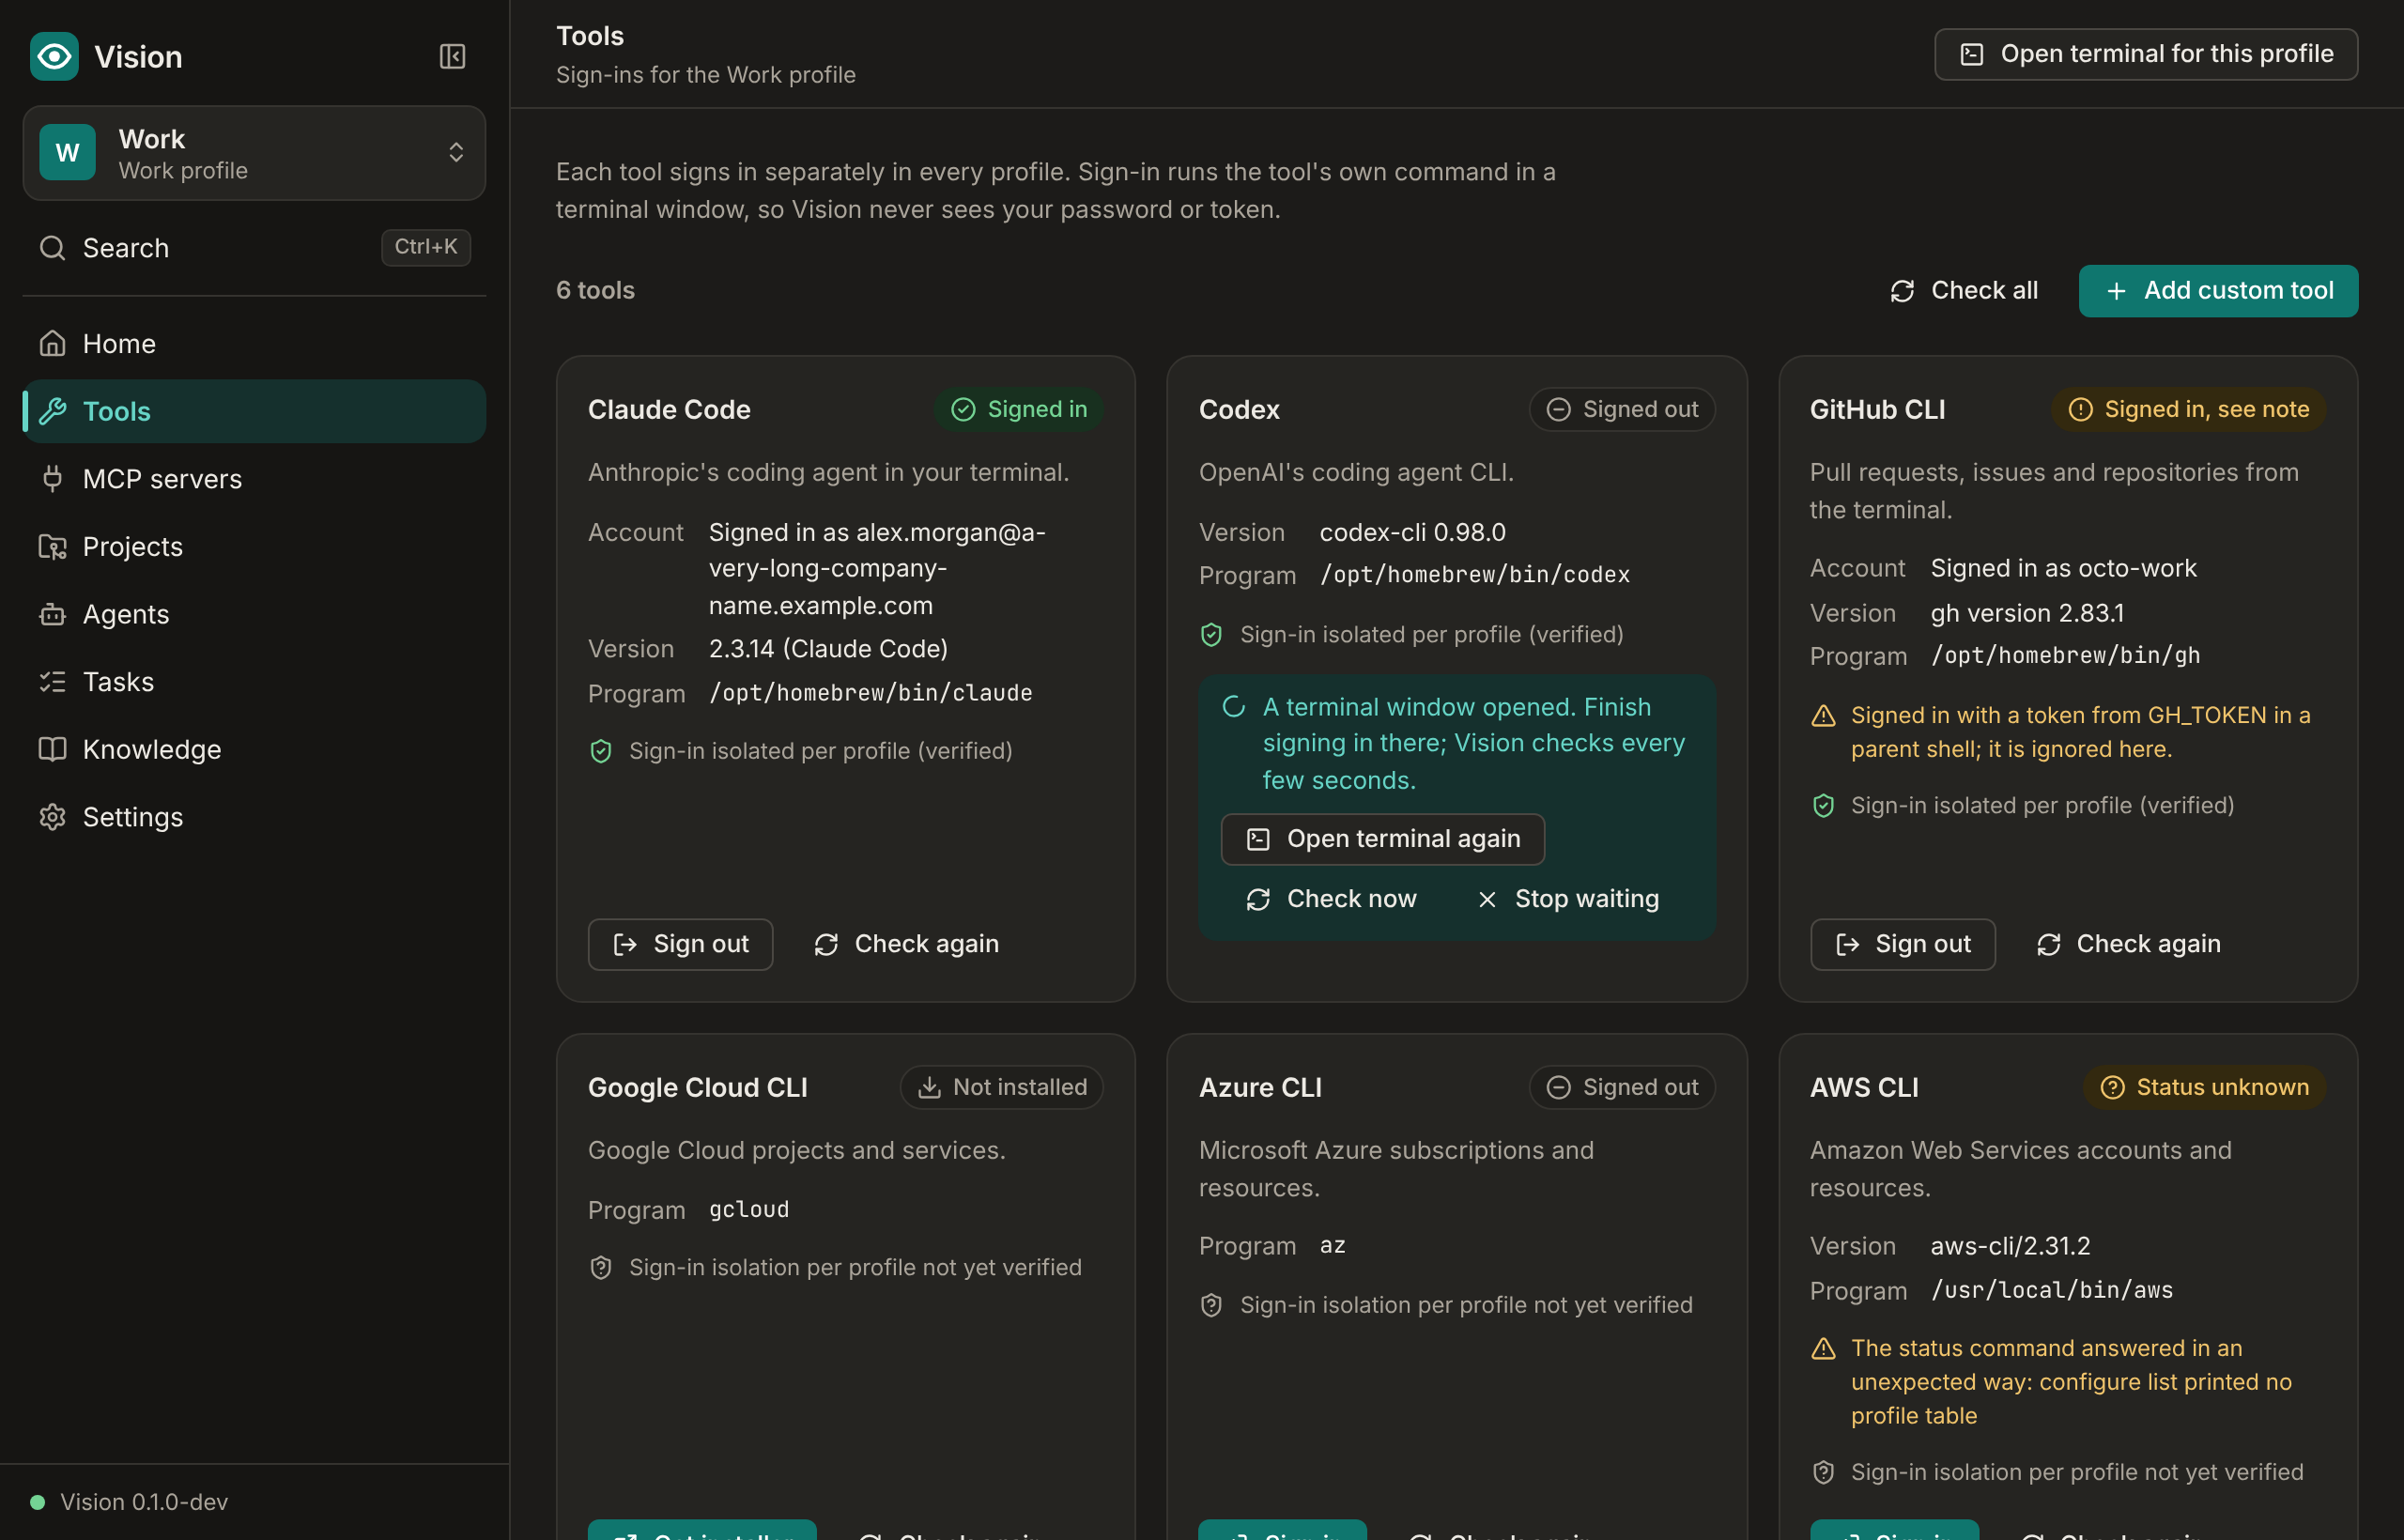 Vision
W
Work
Work profile
Search
Ctrl+K
Home
Tools
MCP servers
Projects
Agents
Tasks
Knowledge
Settings
Vision 0.1.0-dev
Tools
Sign-ins for the Work profile
Open terminal for this profile
Each tool signs in separately in every profile. Sign-in runs the tool's own command in a
terminal window, so Vision never sees your password or token.
6 tools
Check all
Add custom tool
Claude Code
Signed in
Anthropic's coding agent in your terminal.
Account Signed in as alex.morgan@a-
very-long-company-
name.example.com
Version 2.3.14 (Claude Code)
Program /opt/homebrew/bin/claude
Sign-in isolated per profile (verified)
Sign out
Check again
Codex
Signed out
OpenAI's coding agent CLI.
Version codex-cli 0.98.0
Program /opt/homebrew/bin/codex
Sign-in isolated per profile (verified)
A terminal window opened. Finish
signing in there; Vision checks every
few seconds.
Open terminal again
Check now
Stop waiting
GitHub CLI
Signed in, see note
Pull requests, issues and repositories from
the terminal.
Account Signed in as octo-work
Version gh version 2.83.1
Program /opt/homebrew/bin/gh
Signed in with a token from GH_TOKEN in a
parent shell; it is ignored here.
Sign-in isolated per profile (verified)
Sign out
Check again
Google Cloud CLI
Not installed
Google Cloud projects and services.
Program gcloud
Sign-in isolation per profile not yet verified
Azure CLI
Signed out
Microsoft Azure subscriptions and
resources.
Program az
Sign-in isolation per profile not yet verified
AWS CLI
Status unknown
Amazon Web Services accounts and
resources.
Version aws-cli/2.31.2
Program /usr/local/bin/aws
The status command answered in an
unexpected way: configure list printed no
profile table
Sign-in isolation per profile not yet verified